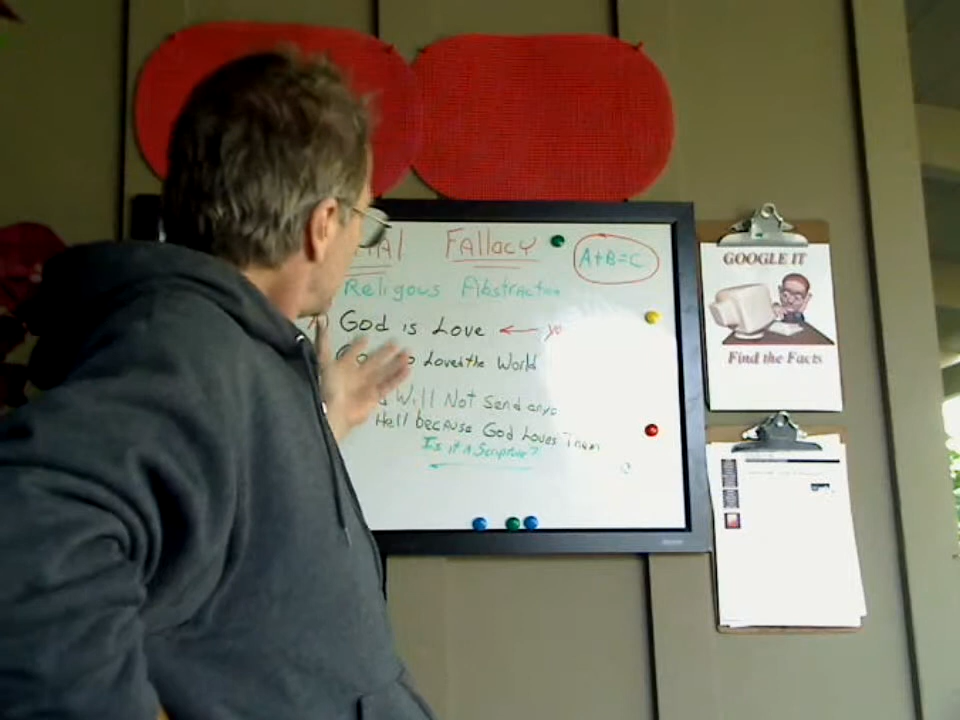 Fallacy
A+B=C
Religous Abstraction
God is Love ←
Loves the World
Will Not Send
Hell because God Loves Them
Is it a Scripture?
GOOGLE IT
Find the Facts